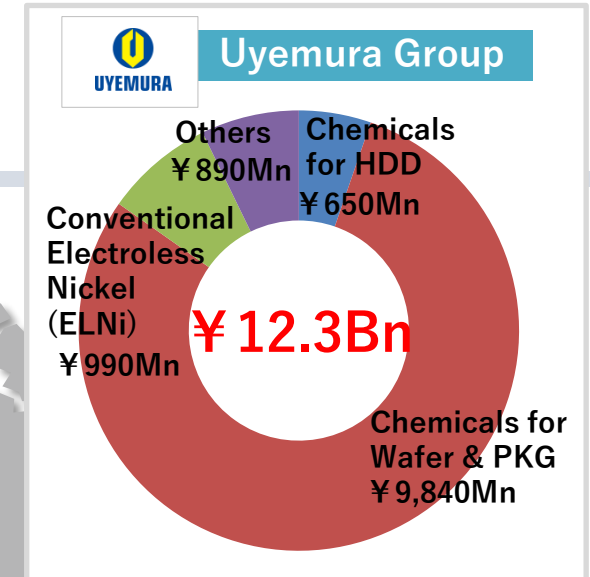 UYEMURA
Uyemura Group
Others
¥890Mn
Chemicals
for HDD
¥650Mn
Conventional
Electroless
Nickel
(ELNi)
¥990Mn
¥12.3Bn
Chemicals for
Wafer & PKG
¥9,840Mn